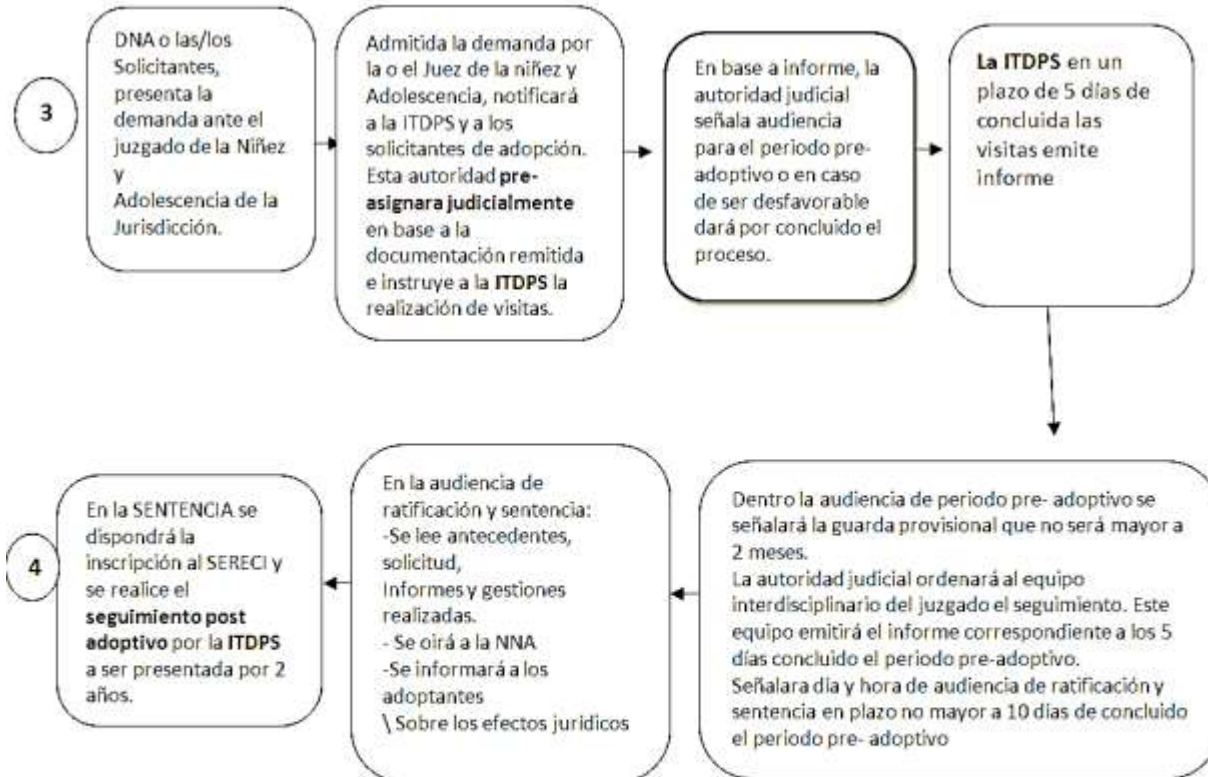 3
DNA o las/los
Solicitantes,
presenta la
demanda ante el
juzgado de la Niñez
y
Adolescencia de la
Jurisdicción.
Admitida la demanda por
la o el Juez de la niñez y
Adolescencia, notificará
a la ITDPS y a los
solicitantes de adopción.
Esta autoridad pre-
asignara judicialmente
en base a la
documentación remitida
e instruye a la ITDPS la
realización de visitas.
En base a informe, la
autoridad judicial
señala audiencia
para el periodo pre-
adoptivo o en caso
de ser desfavorable
dará por concluido el
proceso.
La ITDPS en un
plazo de 5 días de
concluida las
visitas emite
informe
Dentro la audiencia de periodo pre- adoptivo se
señalará la guarda provisional que no será mayor a
2 meses.
La autoridad judicial ordenará al equipo
interdisciplinario del juzgado el seguimiento. Este
equipo emitirá el informe correspondiente a los 5
días concluido el periodo pre-adoptivo.
Señalara día y hora de audiencia de ratificación y
sentencia en plazo no mayor a 10 días de concluido
el periodo pre- adoptivo
En la audiencia de
ratificación y sentencia:
-Se lee antecedentes,
solicitud,
Informes y gestiones
realizadas.
- Se oirá a la NNA
-Se informará a los
adoptantes
\ Sobre los efectos jurídicos
4
En la SENTENCIA se
dispondrá la
inscripción al SERECI y
se realice el
seguimiento post
adoptivo por la ITDPS
a ser presentada por 2
años.